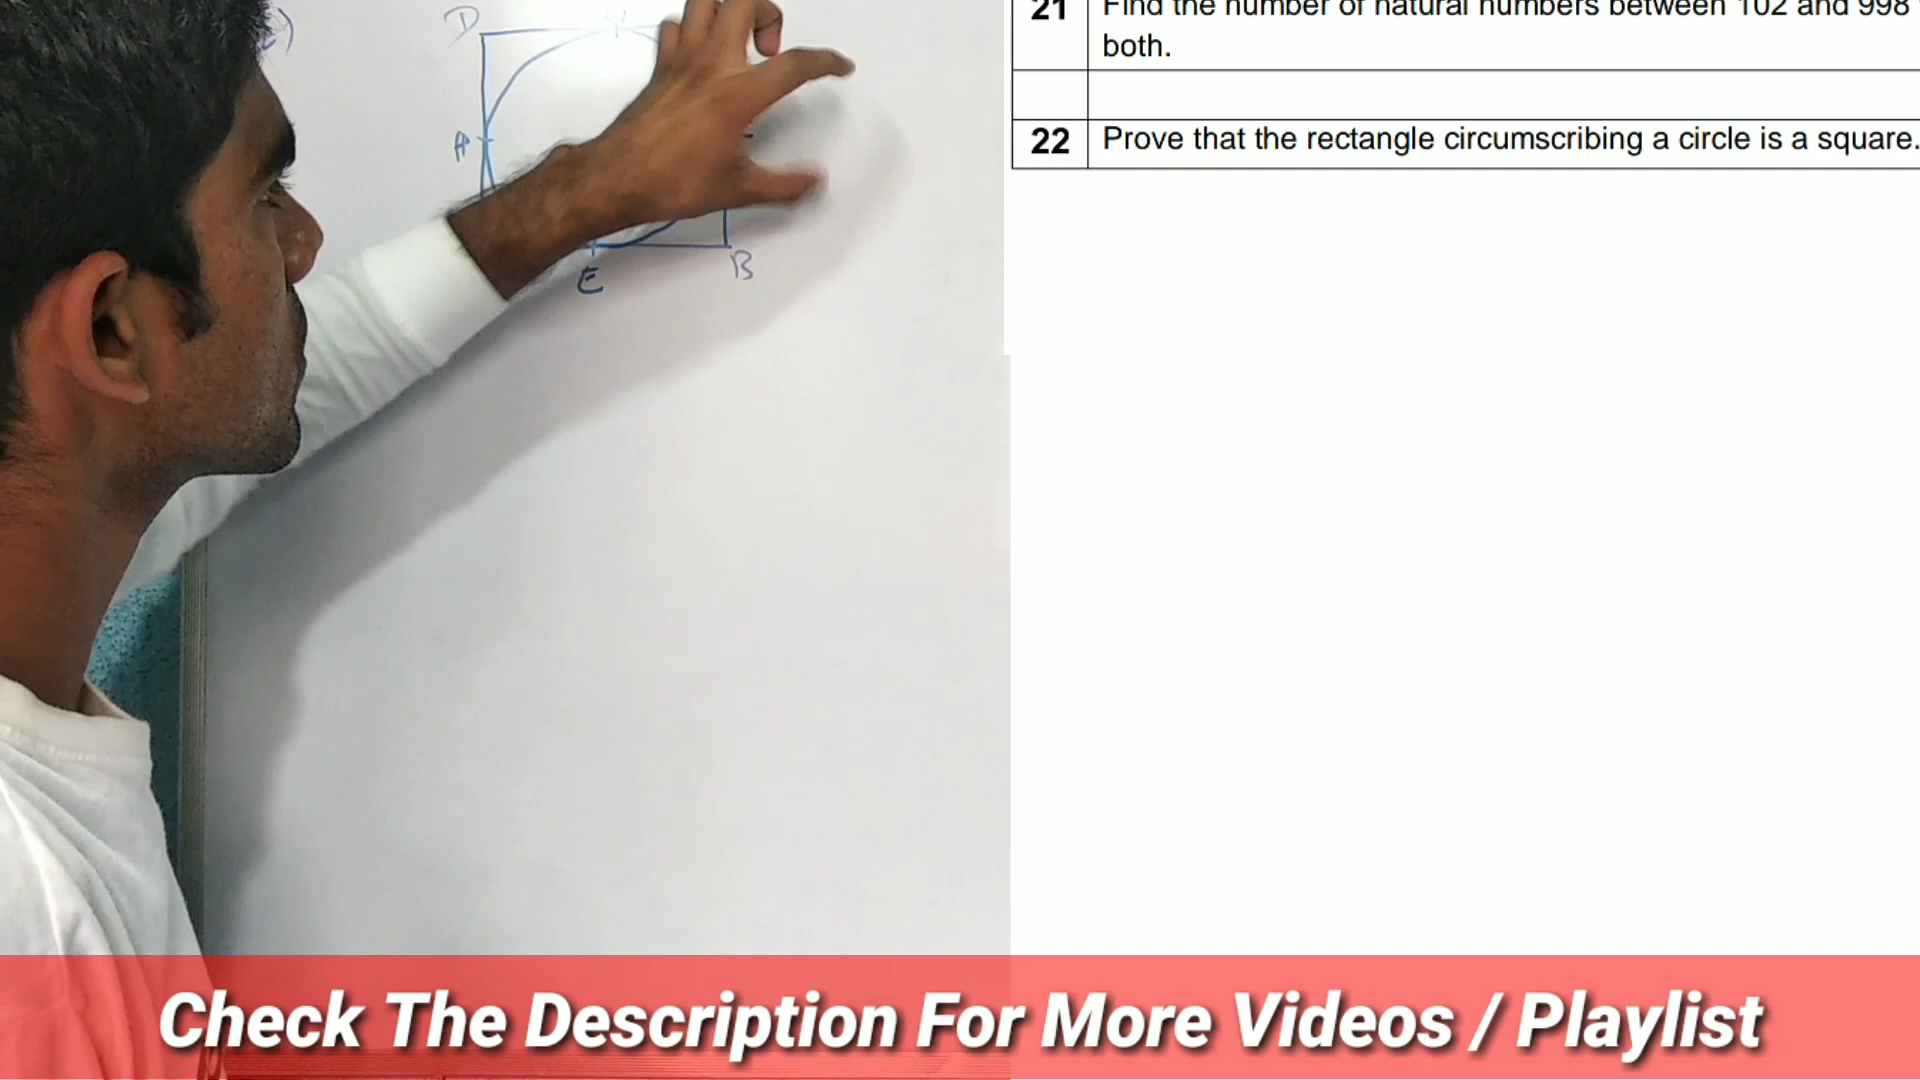 D
A
E
B
21 Find the number of natural numbers between 102 and 998
both.
22 Prove that the rectangle circumscribing a circle is a square.
Check The Description For More Videos / Playlist